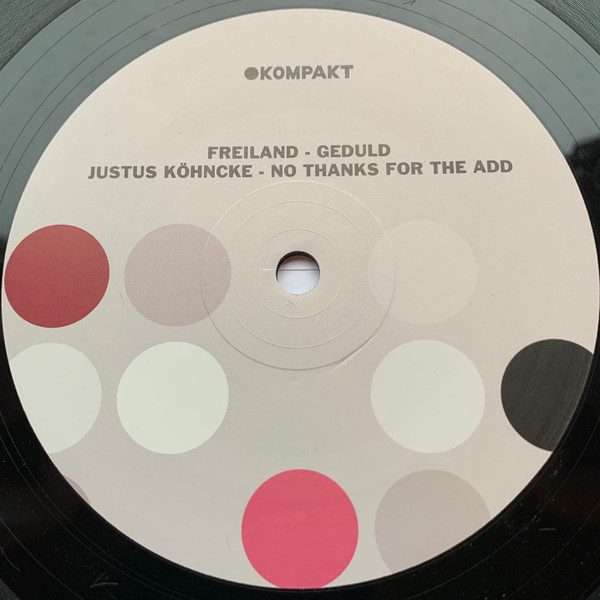 KOMPAKT
FREILAND - GEDULD
JUSTUS KÖHNCKE - NO THANKS FOR THE ADD